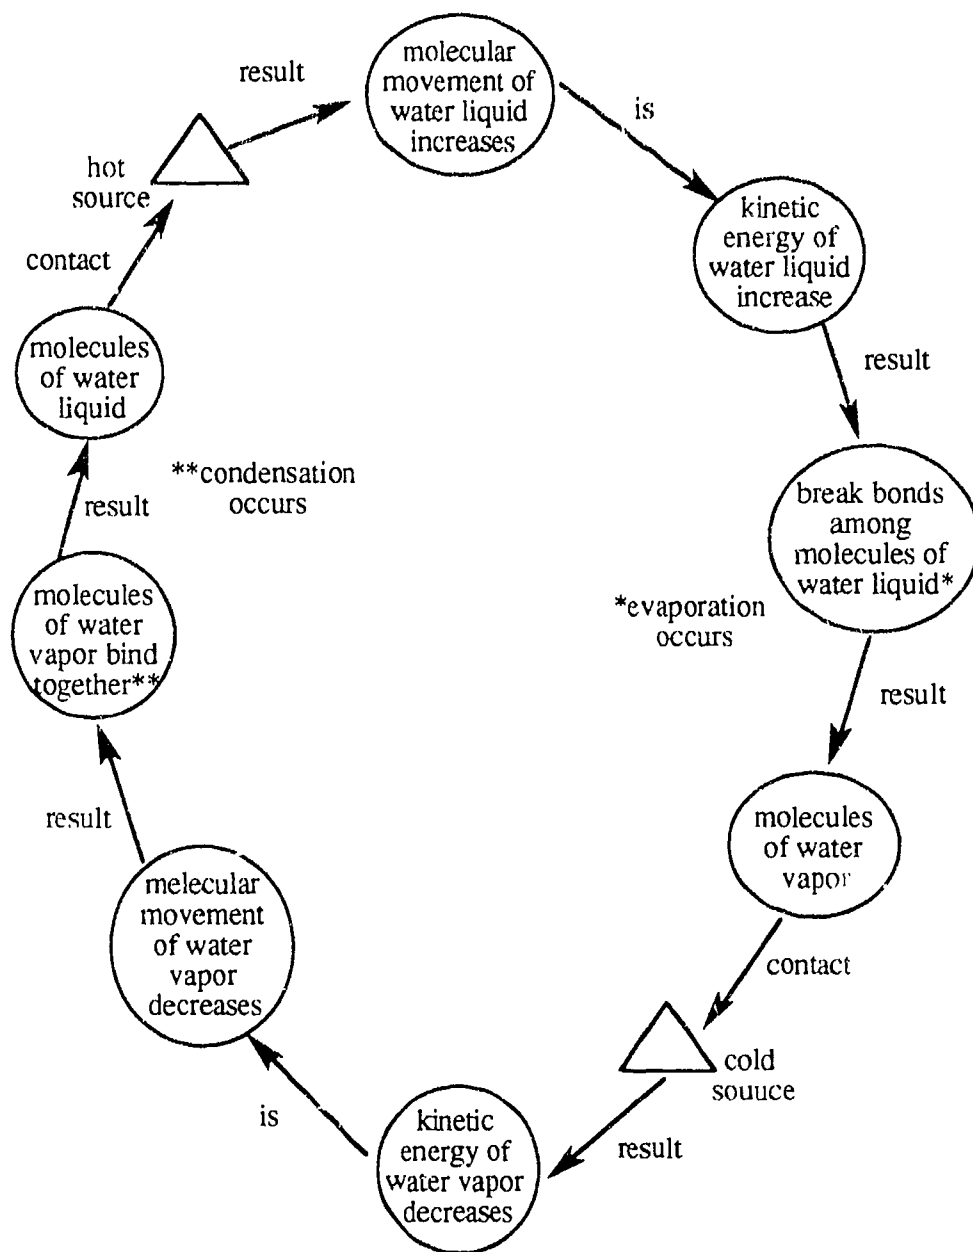 molecular
movement of
water liquid
increases
is
kinetic
energy of
water liquid
increase
result
break bonds
among
molecules of
water liquid*
*evaporation
occurs
result
molecules
of water
vapor
contact
cold
souuce
result
kinetic
energy of
water vapor
decreases
is
melecular
movement
of water
vapor
decreases
result
molecules
of water
vapor bind
together**
**condensation
occurs
result
molecules
of water
liquid
contact
hot
source
result